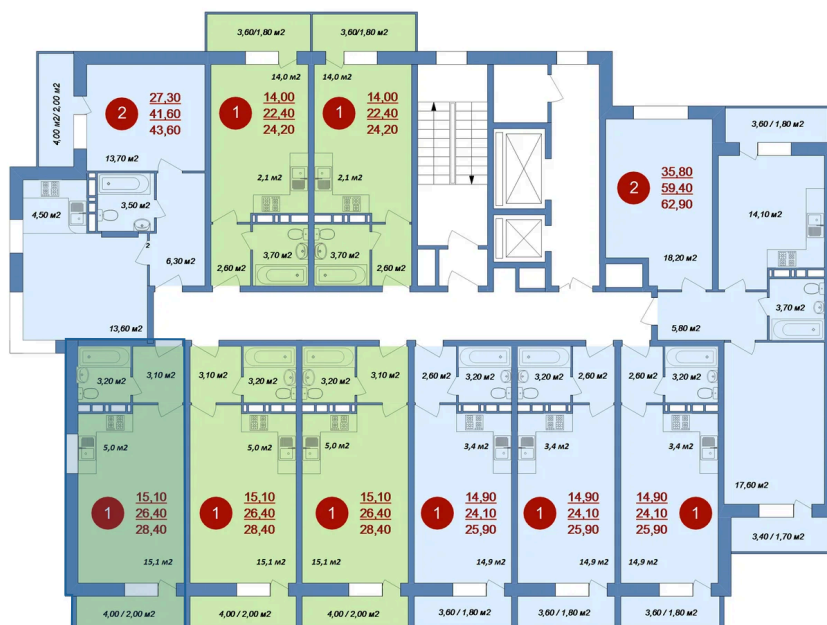 3,60/1,80 м2
3,60/1,80 м2
4,00 м2/ 2,00 м2
2
27,30
41,60
43,60
13,70 м2
14,0 м2
1
14,00
22,40
24,20
2,1 м2
14,0 м2
1
14,00
22,40
24,20
2,1 м2
3,60 / 1,80 м2
2
35,80
59,40
62,90
18,20 м2
14,10 м2
4,50 м2
3,50 м2
2
6,30 м2
13,60 м2
3,70 м2
2,60 м2
3,70 м2
2,60 м2
5,80 м2
3,70 м2
17,60 м2
3,40 / 1,70 м2
3,20 м2
3,10 м2
5,0 м2
1
15,10
26,40
28,40
15,1 м2
4,00 / 2,00 м2
3,10 м2
3,20 м2
5,0 м2
1
15,10
26,40
28,40
15,1 м2
4,00 / 2,00 м2
3,20 м2
3,10 м2
5,0 м2
1
15,10
26,40
28,40
15,1 м2
4,00 / 2,00 м2
2,60 м2
3,20 м2
3,4 м2
1
14,90
24,10
25,90
14,9 м2
3,60 / 1,80 м2
3,20 м2
2,60 м2
3,4 м2
1
14,90
24,10
25,90
14,9 м2
3,60 / 1,80 м2
2,60 м2
3,20 м2
3,4 м2
14,90
24,10
25,90
1
14,9 м2
3,60 / 1,80 м2